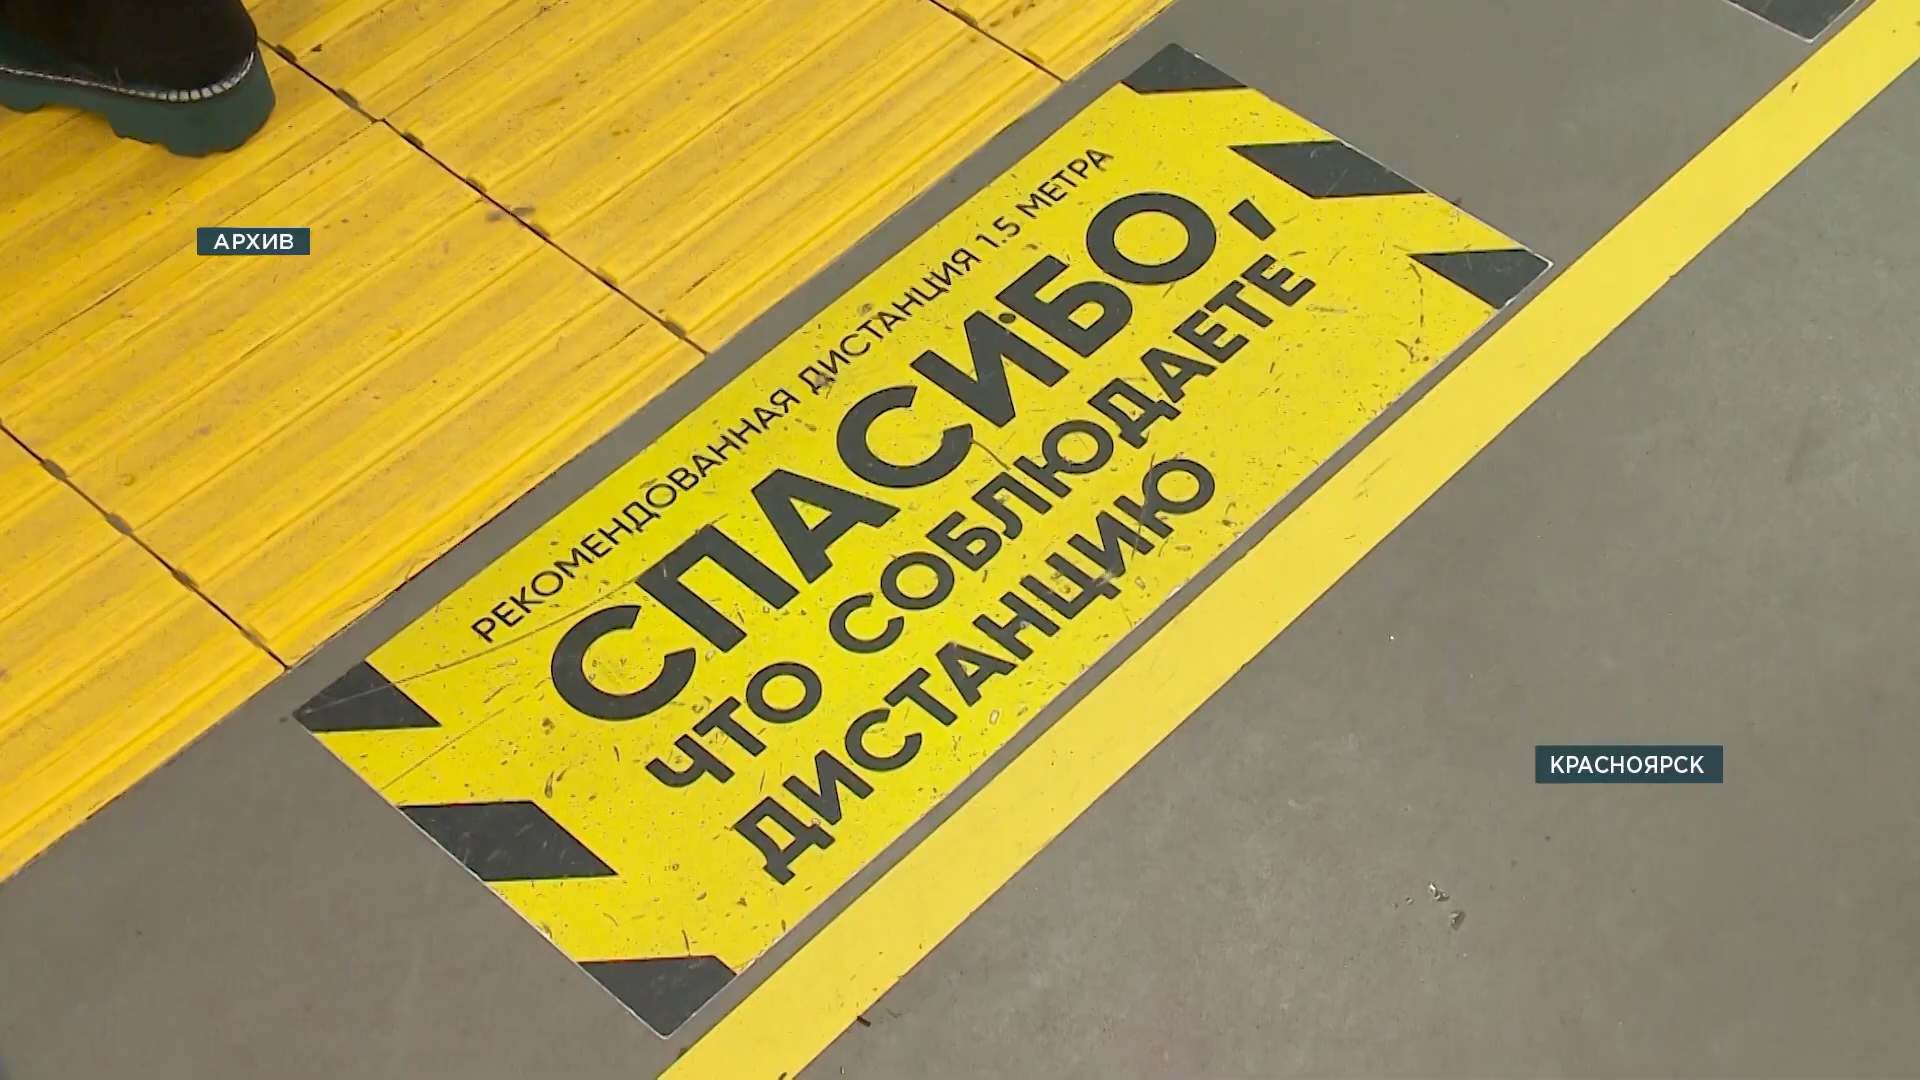 АРХИВ
РЕКОМЕНДОВАННАЯ ДИСТАНЦИЯ 1.5 МЕТРА
СПАСИБО,
ЧТО СОБЛЮДАЕТЕ
ДИСТАНЦИЮ
КРАСНОЯРСК